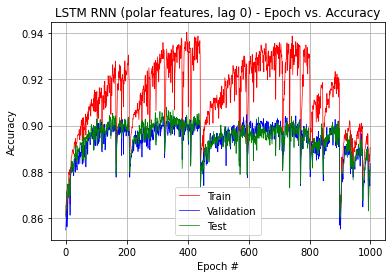 LSTM RNN (polar features, lag 0) - Epoch vs. Accuracy
Accuracy
0.94
0.92
0.90
0.88
0.86
0 200 400 600 800 1000
Epoch #
Train
Validation
Test